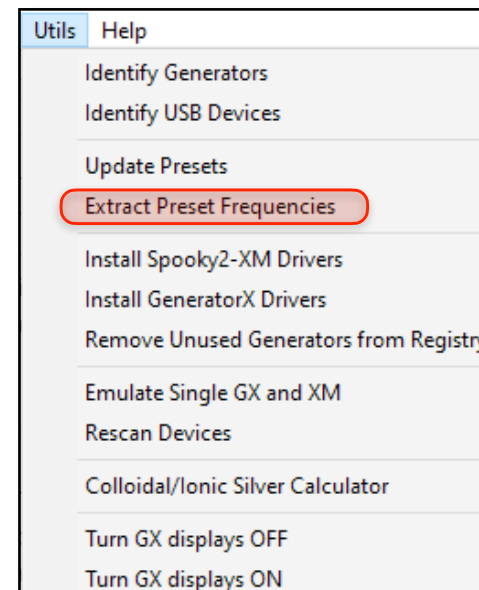 Utils Help
Identify Generators
Identify USB Devices
Update Presets
Extract Preset Frequencies
Install Spooky2-XM Drivers
Install GeneratorX Drivers
Remove Unused Generators from Registry
Emulate Single GX and XM
Rescan Devices
Colloidal/Ionic Silver Calculator
Turn GX displays OFF
Turn GX displays ON